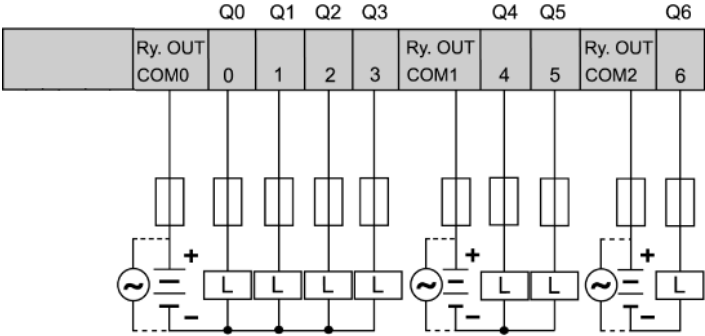 Q0 Q1 Q2 Q3 Q4 Q5 Q6
Ry. OUT Ry. OUT Ry. OUT
COM0 0 1 2 3 COM1 4 5 COM2 6
+ + +
~ L L L L ~ L L ~ L
− − −